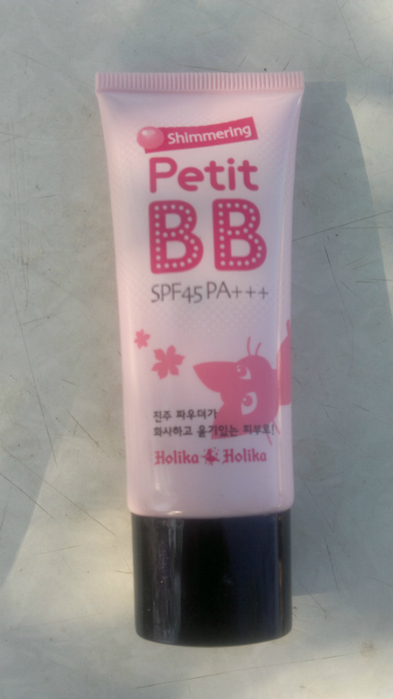 Shimmering
Petit
BB
SPF45 PA+++
진주 파우더가
화사하고 윤기있는 피부로!
Holika Holika